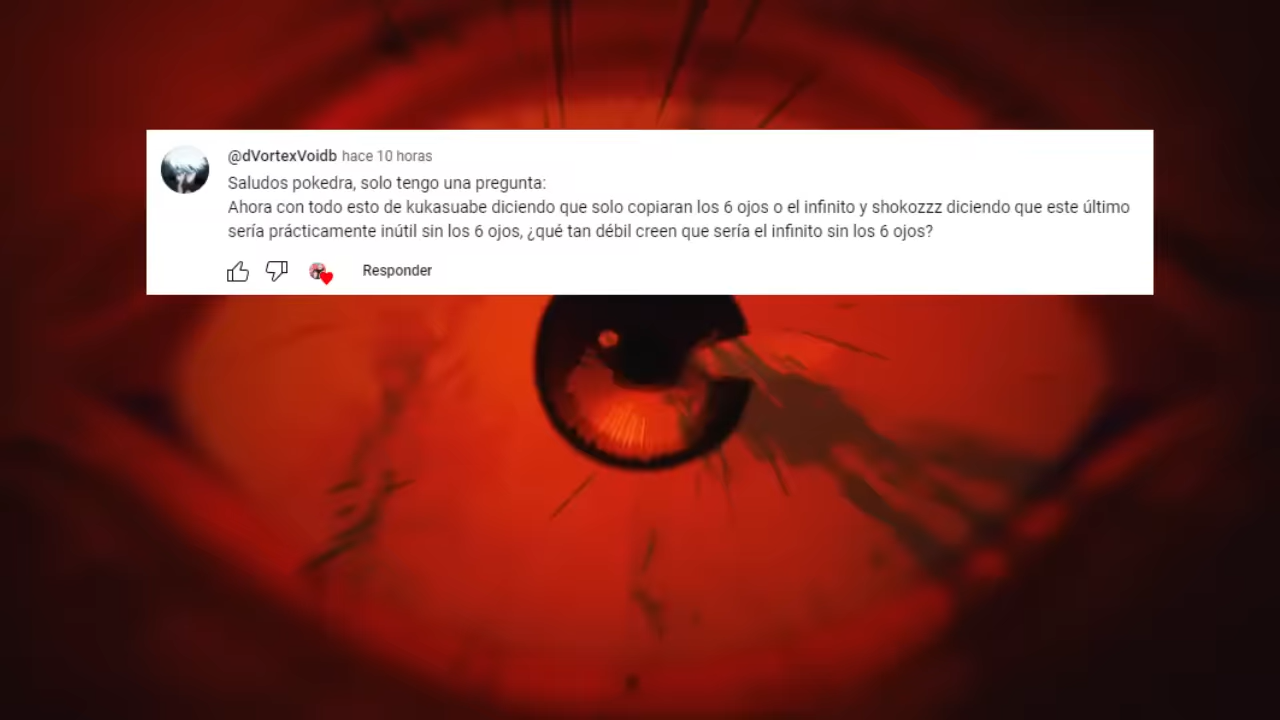 @dVortexVoidb hace 10 horas
Saludos pokedra, solo tengo una pregunta:
Ahora con todo esto de kukasuabe diciendo que solo copiaran los 6 ojos o el infinito y shokozzz diciendo que este último
sería prácticamente inútil sin los 6 ojos, ¿qué tan débil creen que sería el infinito sin los 6 ojos?
Responder